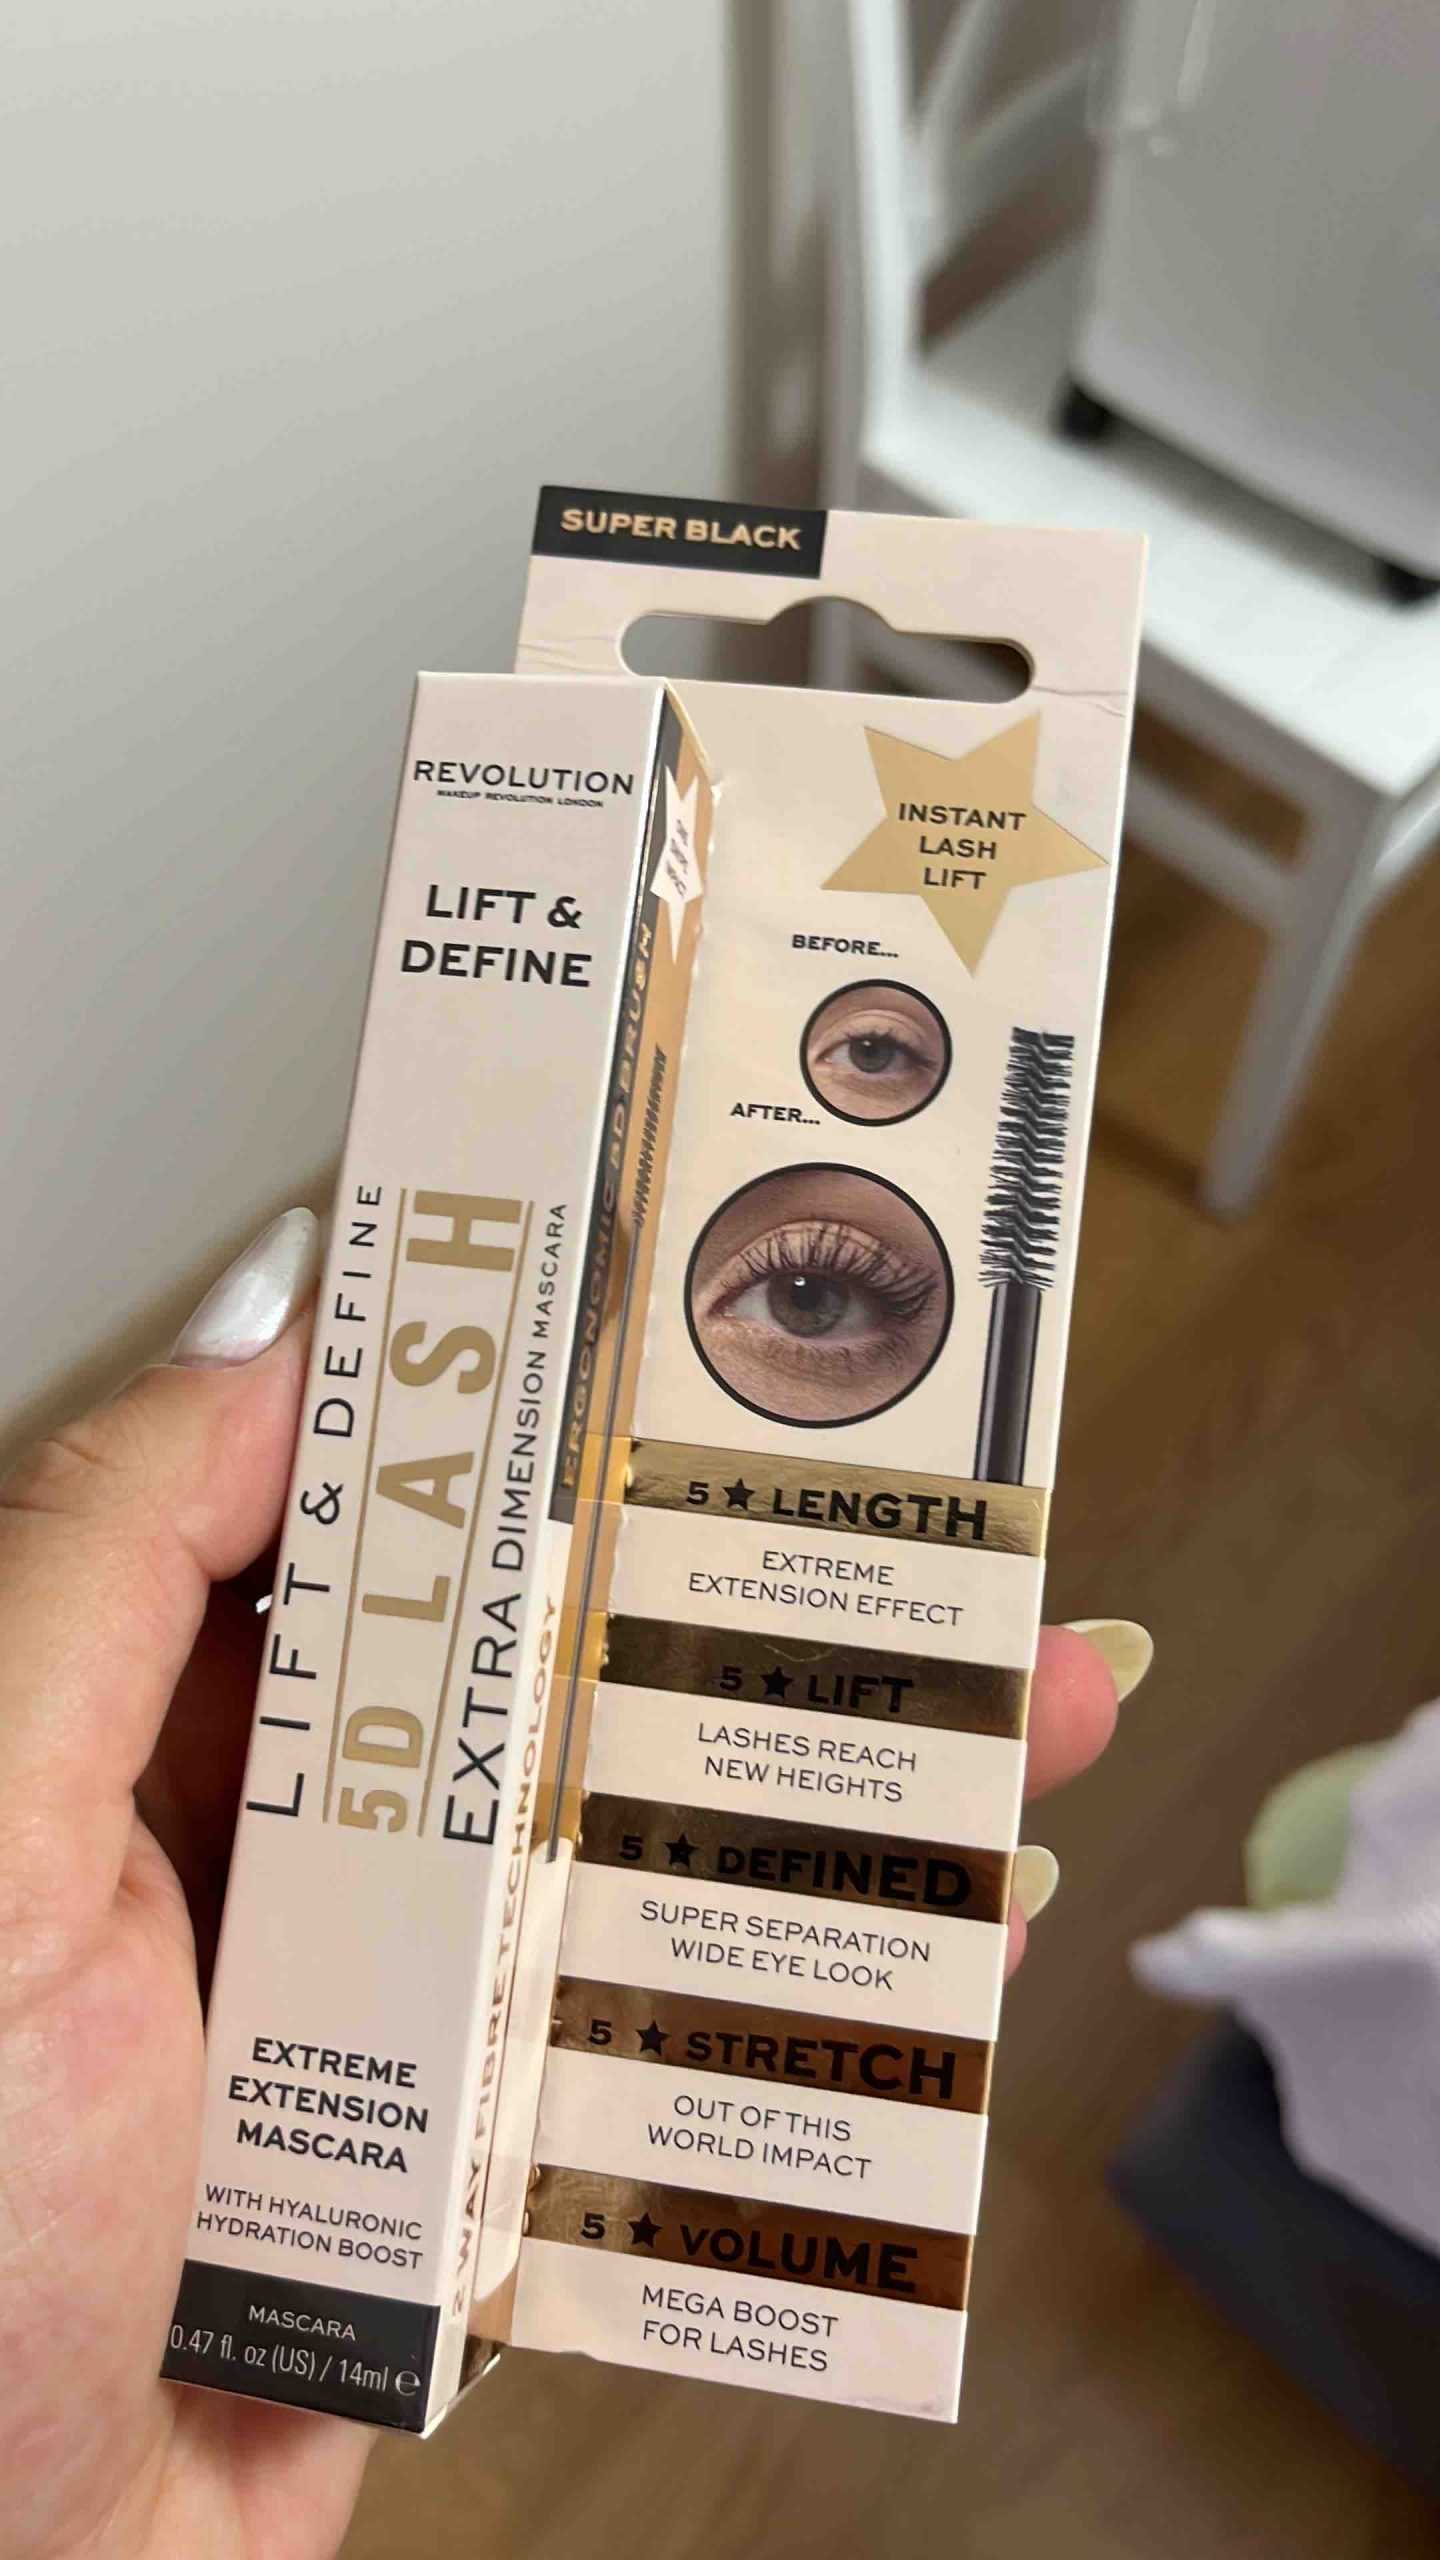 SUPER BLACK
REVOLUTION
MAKEUP REVOLUTION LONDON
LIFT &
DEFINE
LIFT & DEFINE
5D LASH
EXTRA DIMENSION MASCARA
EXTREME
EXTENSION
MASCARA
WITH HYALURONIC
HYDRATION BOOST
MASCARA
0.47 fl. oz (US) / 14ml e
ERGONOMIC 5D BRUSH
2 WAY FIBRE TECHNOLOGY
INSTANT
LASH
LIFT
BEFORE...
AFTER...
5 ★ LENGTH
EXTREME
EXTENSION EFFECT
5 ★ LIFT
LASHES REACH
NEW HEIGHTS
5 ★ DEFINED
SUPER SEPARATION
WIDE EYE LOOK
5 ★ STRETCH
OUT OF THIS
WORLD IMPACT
5 ★ VOLUME
MEGA BOOST
FOR LASHES